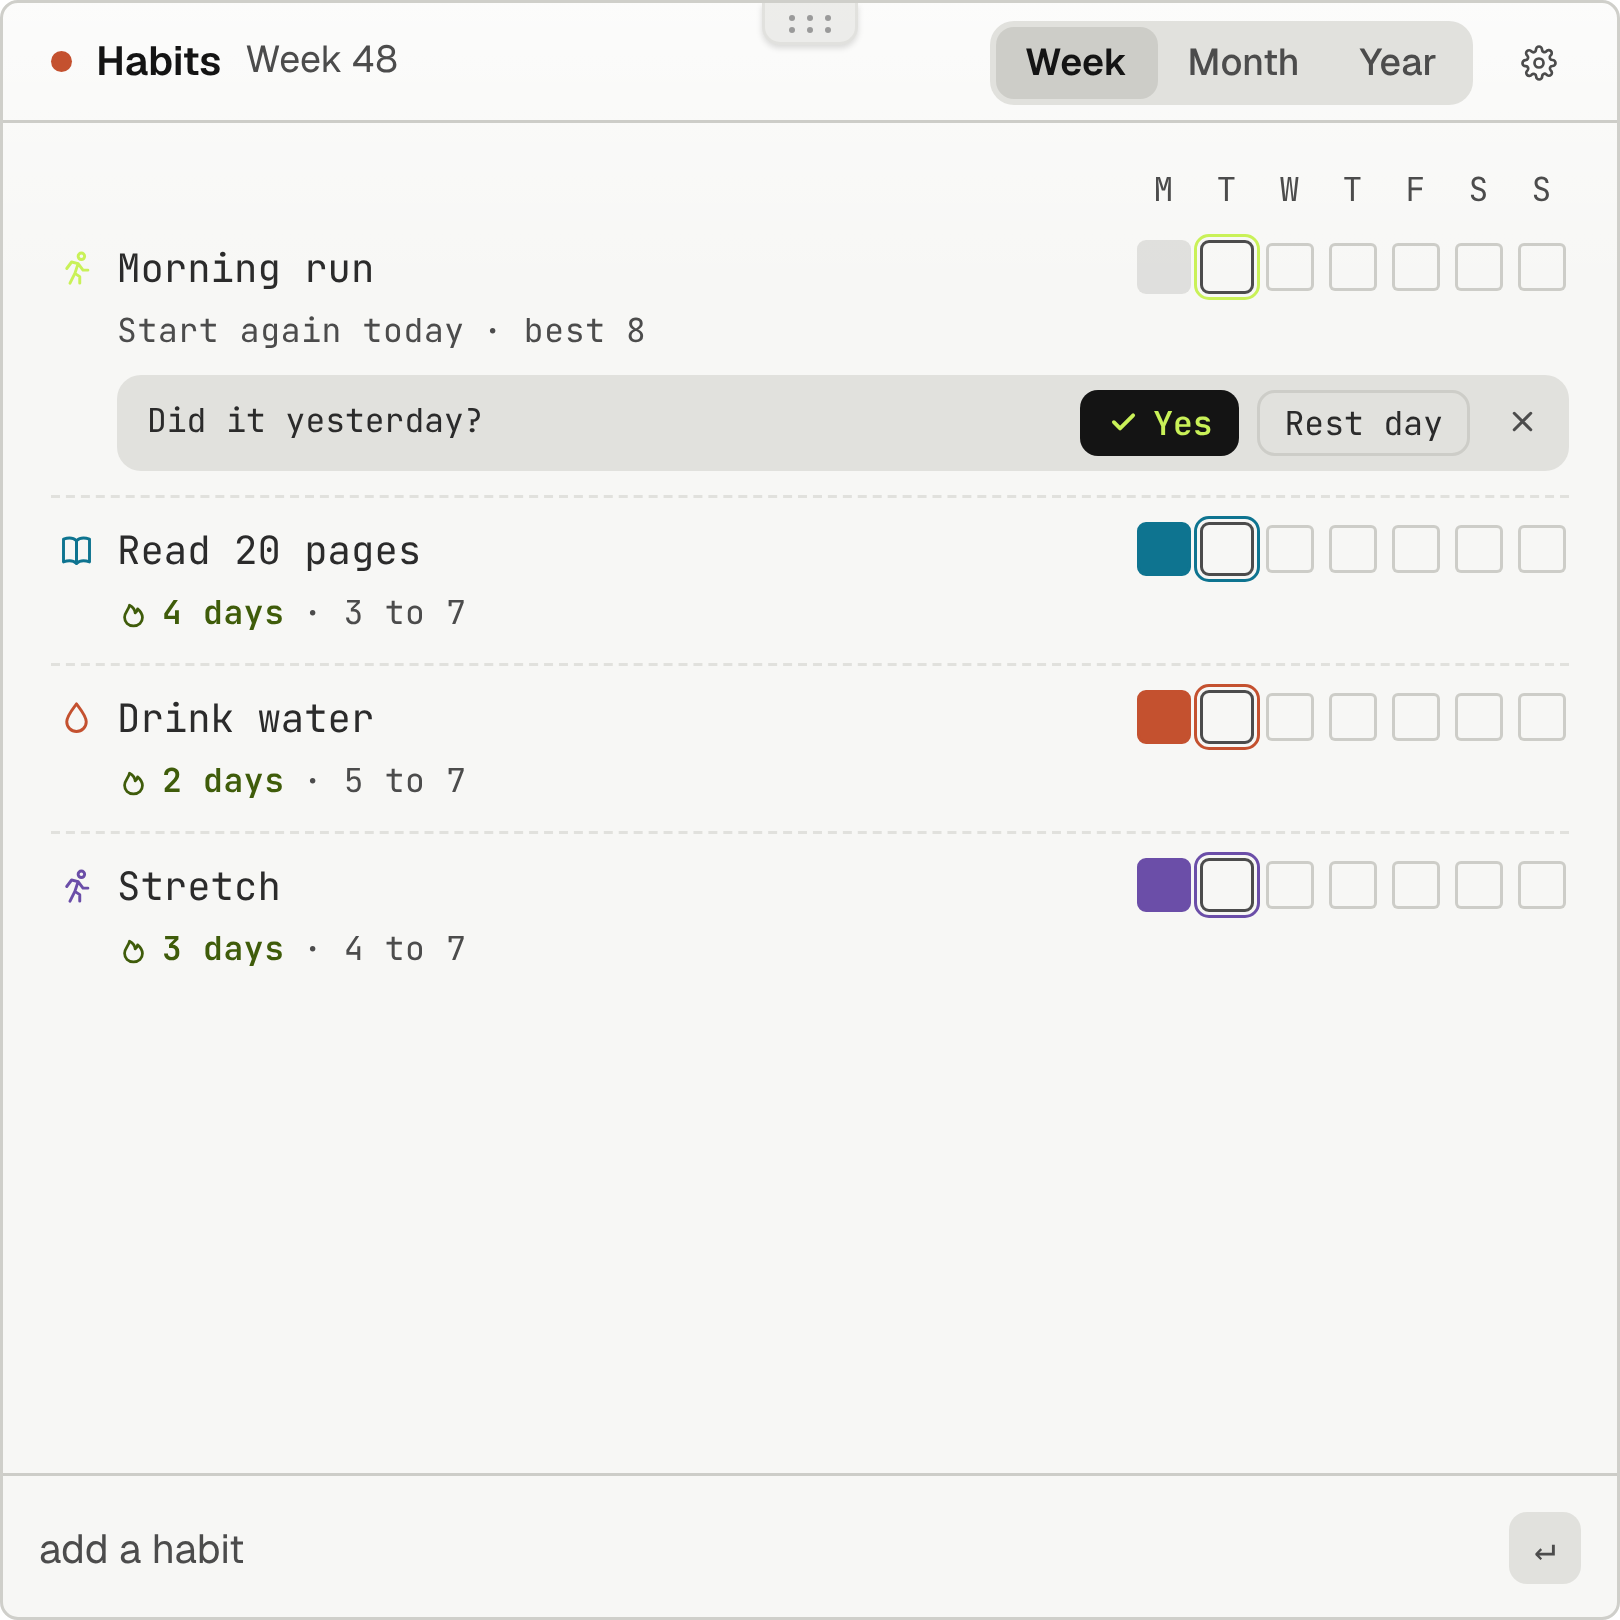 Habits Week 48 Week Month Year
M T W T F S S
Morning run
Start again today · best 8
Did it yesterday? Yes Rest day
Read 20 pages
4 days · 3 to 7
Drink water
2 days · 5 to 7
Stretch
3 days · 4 to 7
add a habit